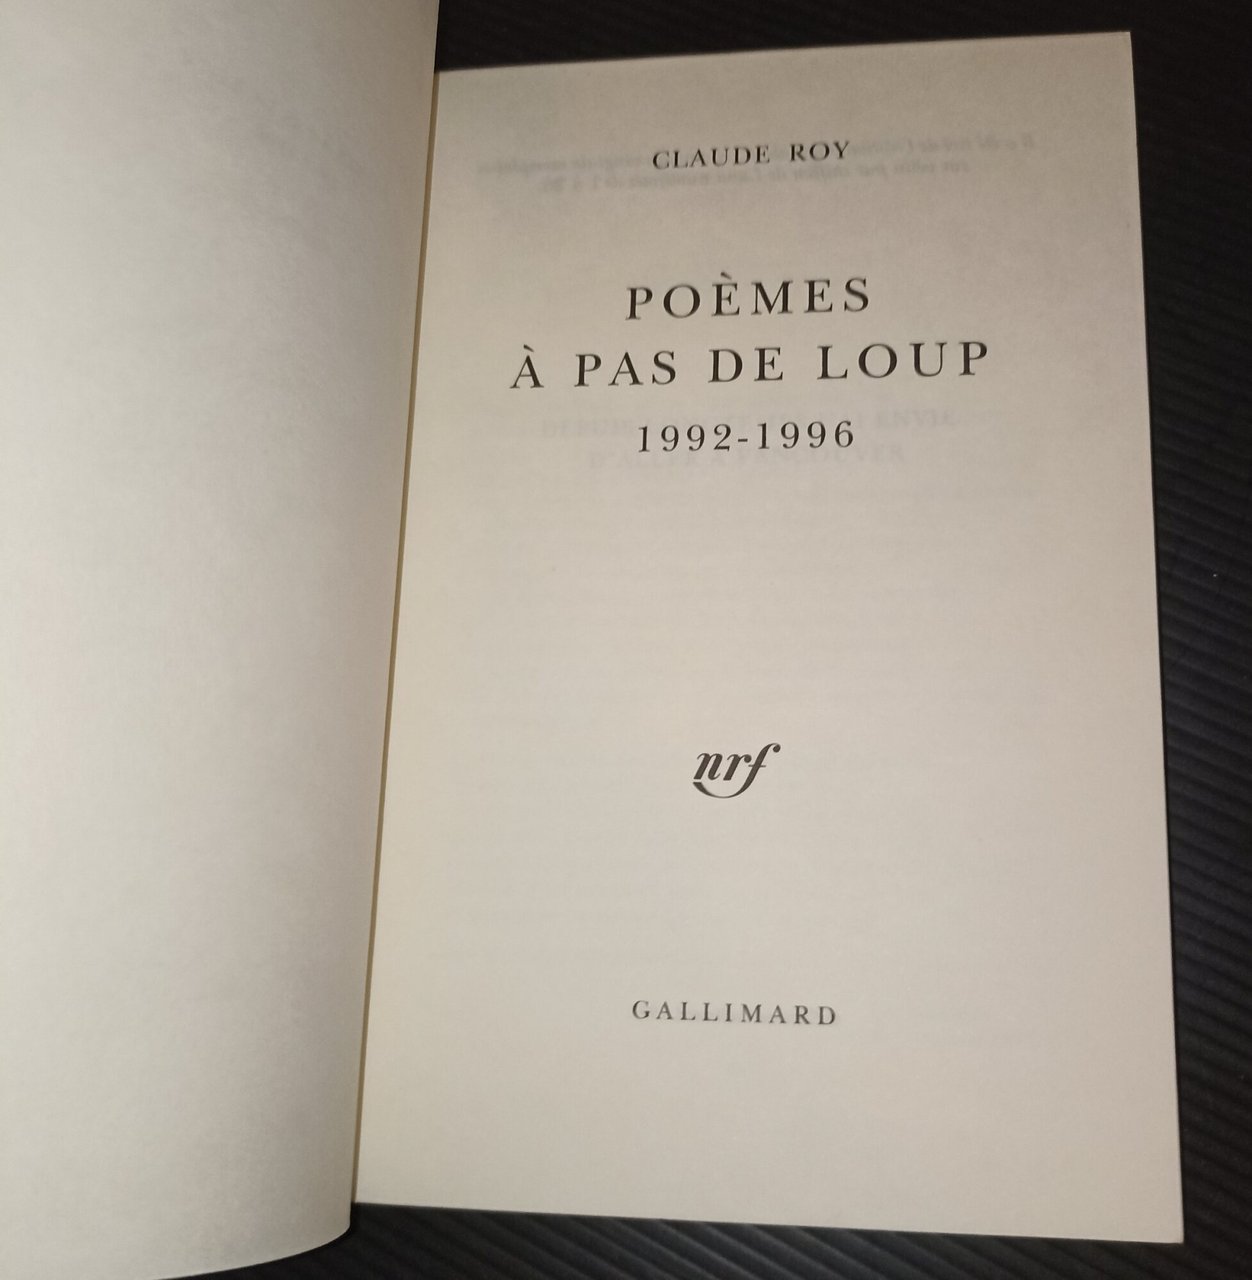 CLAUDE ROY
POÈMES
À PAS DE LOUP
1992-1996
nrf
GALLIMARD